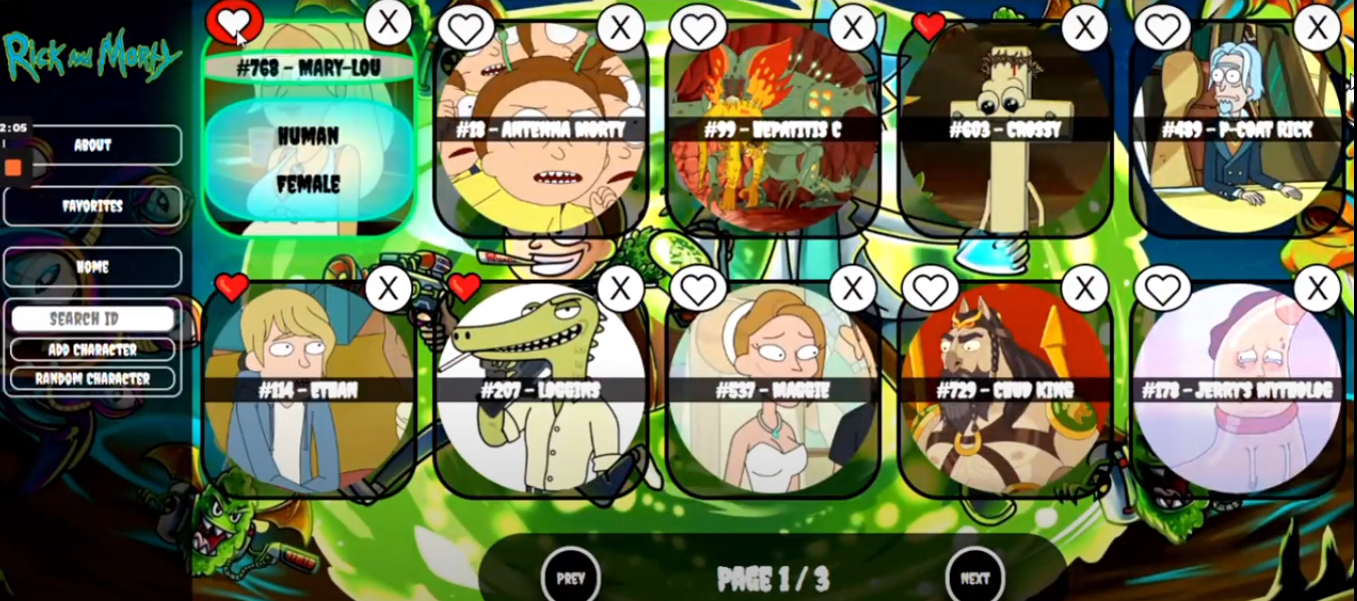 Rick and Morty
2:05
ABOUT
FAVORITES
HOME
SEARCH ID
ADD CHARACTER
RANDOM CHARACTER
X
#768 - MARY-LOU
HUMAN
FEMALE
X
#18 - ANTENNA MORTY
X
#99 - HEPATITIS C
X
#603 - CROSSY
X
#489 - P-COAT RICK
X
#114 - ETHAN
X
#207 - LOGGINS
X
#537 - MAGGIE
X
#729 - CHUD KING
X
#178 - JERRY'S MYTHOLOG
PREV
PAGE 1 / 3
NEXT